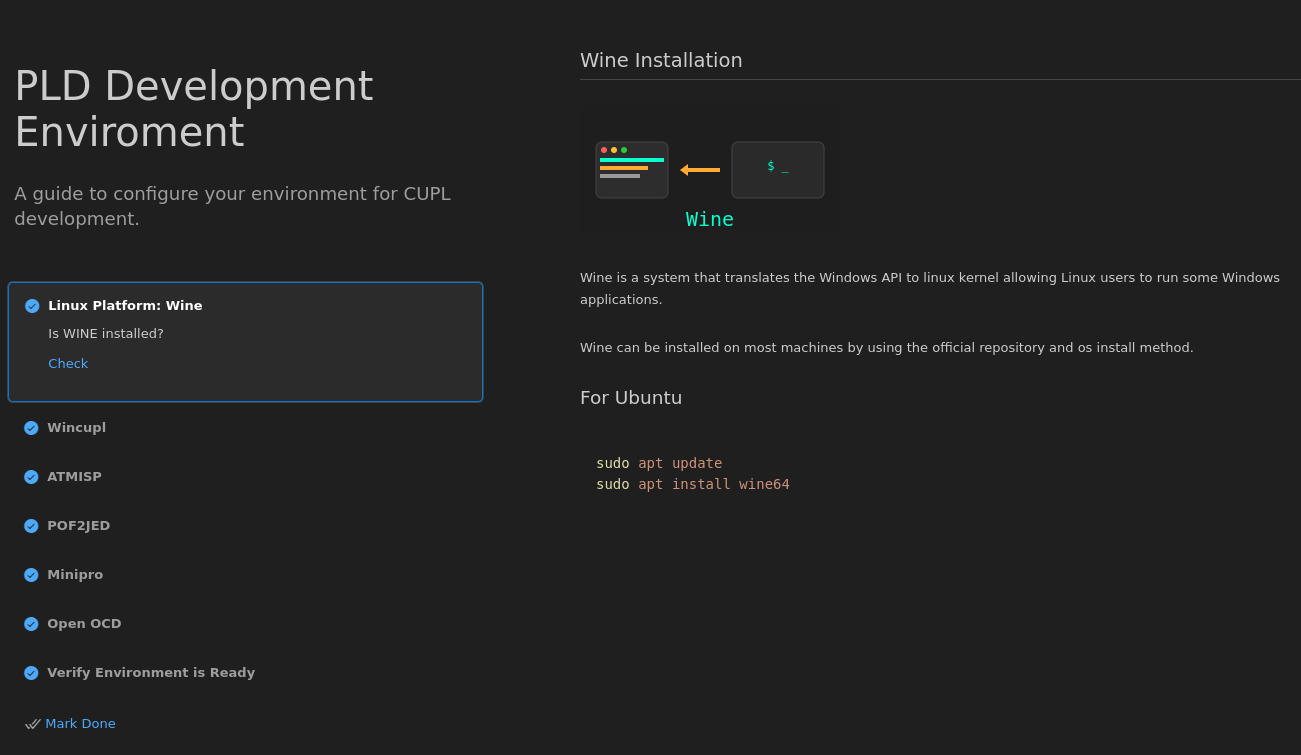 PLD Development
Enviroment
A guide to configure your environment for CUPL
development.
Linux Platform: Wine
Is WINE installed?
Check
Wincupl
ATMISP
POF2JED
Minipro
Open OCD
Verify Environment is Ready
Mark Done
Wine Installation
$ _
Wine
Wine is a system that translates the Windows API to linux kernel allowing Linux users to run some Windows
applications.
Wine can be installed on most machines by using the official repository and os install method.
For Ubuntu
sudo apt update
sudo apt install wine64